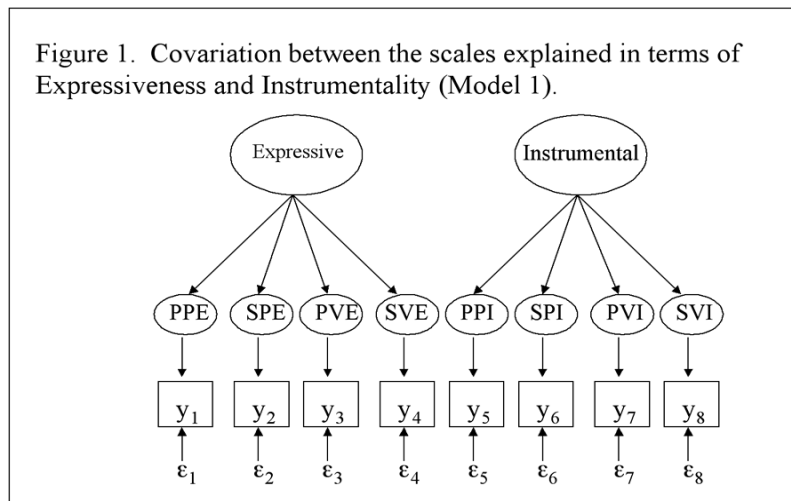 Figure 1. Covariation between the scales explained in terms of
Expressiveness and Instrumentality (Model 1).
Expressive Instrumental
PPE SPE PVE SVE PPI SPI PVI SVI
y₁ y₂ y₃ y₄ y₅ y₆ y₇ y₈
ε₁ ε₂ ε₃ ε₄ ε₅ ε₆ ε₇ ε₈